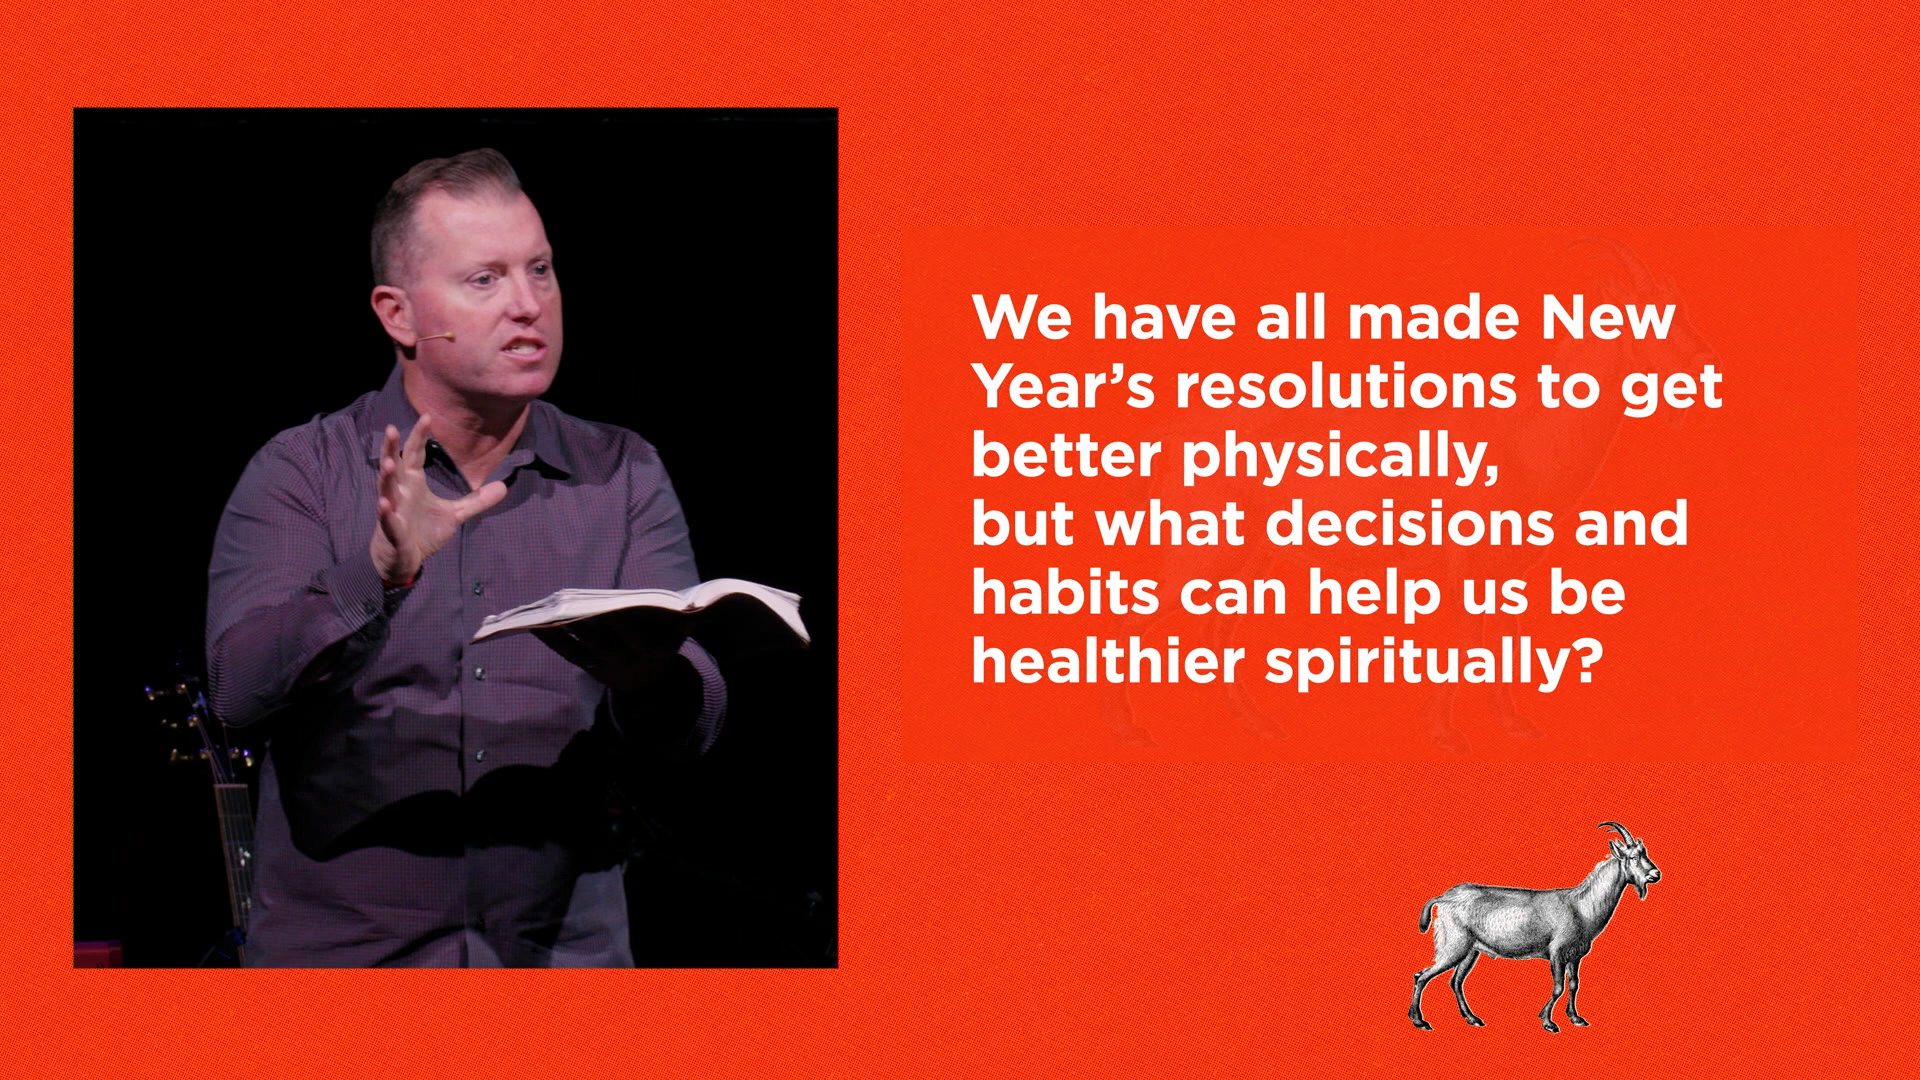 We have all made New
Year’s resolutions to get
better physically,
but what decisions and
habits can help us be
healthier spiritually?